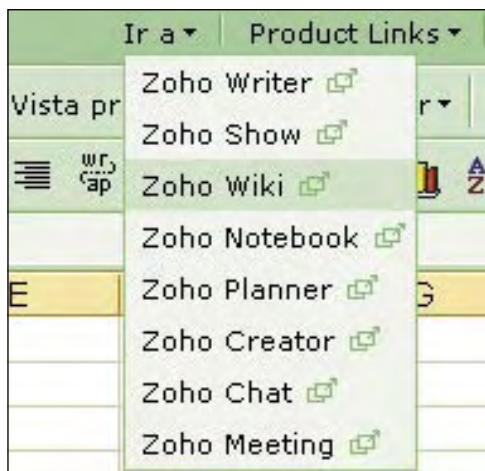 Ir a Product Links
Zoho Writer
Vista pr r
Zoho Show
wr
ap
Zoho Wiki
A
Z
Zoho Notebook
E Zoho Planner G
Zoho Creator
Zoho Chat
Zoho Meeting